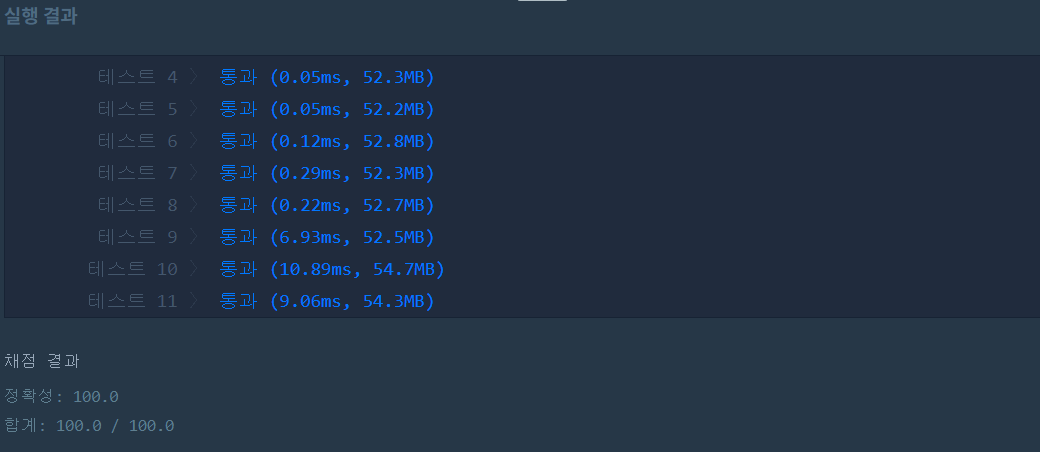 실행 결과
테스트 4 〉 통과 (0.05ms, 52.3MB)
테스트 5 〉 통과 (0.05ms, 52.2MB)
테스트 6 〉 통과 (0.12ms, 52.8MB)
테스트 7 〉 통과 (0.29ms, 52.3MB)
테스트 8 〉 통과 (0.22ms, 52.7MB)
테스트 9 〉 통과 (6.93ms, 52.5MB)
테스트 10 〉 통과 (10.89ms, 54.7MB)
테스트 11 〉 통과 (9.06ms, 54.3MB)
채점 결과
정확성: 100.0
합계: 100.0 / 100.0